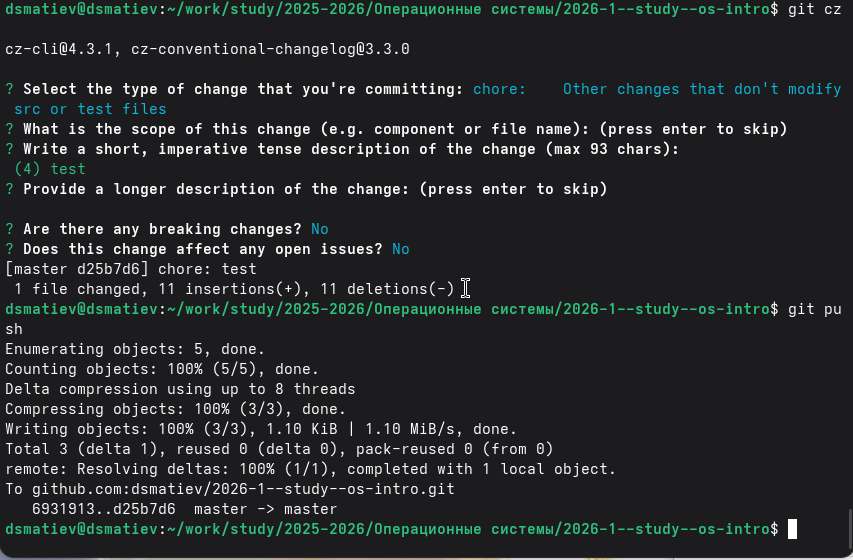 dsmatiev@dsmatiev:~/work/study/2025-2026/Операционные системы/2026-1--study--os-intro$ git cz
cz-cli@4.3.1, cz-conventional-changelog@3.3.0
? Select the type of change that you're committing: chore:    Other changes that don't modify
 src or test files
? What is the scope of this change (e.g. component or file name): (press enter to skip)
? Write a short, imperative tense description of the change (max 93 chars):
 (4) test
? Provide a longer description of the change: (press enter to skip)
? Are there any breaking changes? No
? Does this change affect any open issues? No
[master d25b7d6] chore: test
 1 file changed, 11 insertions(+), 11 deletions(-)
dsmatiev@dsmatiev:~/work/study/2025-2026/Операционные системы/2026-1--study--os-intro$ git pu
sh
Enumerating objects: 5, done.
Counting objects: 100% (5/5), done.
Delta compression using up to 8 threads
Compressing objects: 100% (3/3), done.
Writing objects: 100% (3/3), 1.10 KiB | 1.10 MiB/s, done.
Total 3 (delta 1), reused 0 (delta 0), pack-reused 0 (from 0)
remote: Resolving deltas: 100% (1/1), completed with 1 local object.
To github.com:dsmatiev/2026-1--study--os-intro.git
   6931913..d25b7d6  master -> master
dsmatiev@dsmatiev:~/work/study/2025-2026/Операционные системы/2026-1--study--os-intro$